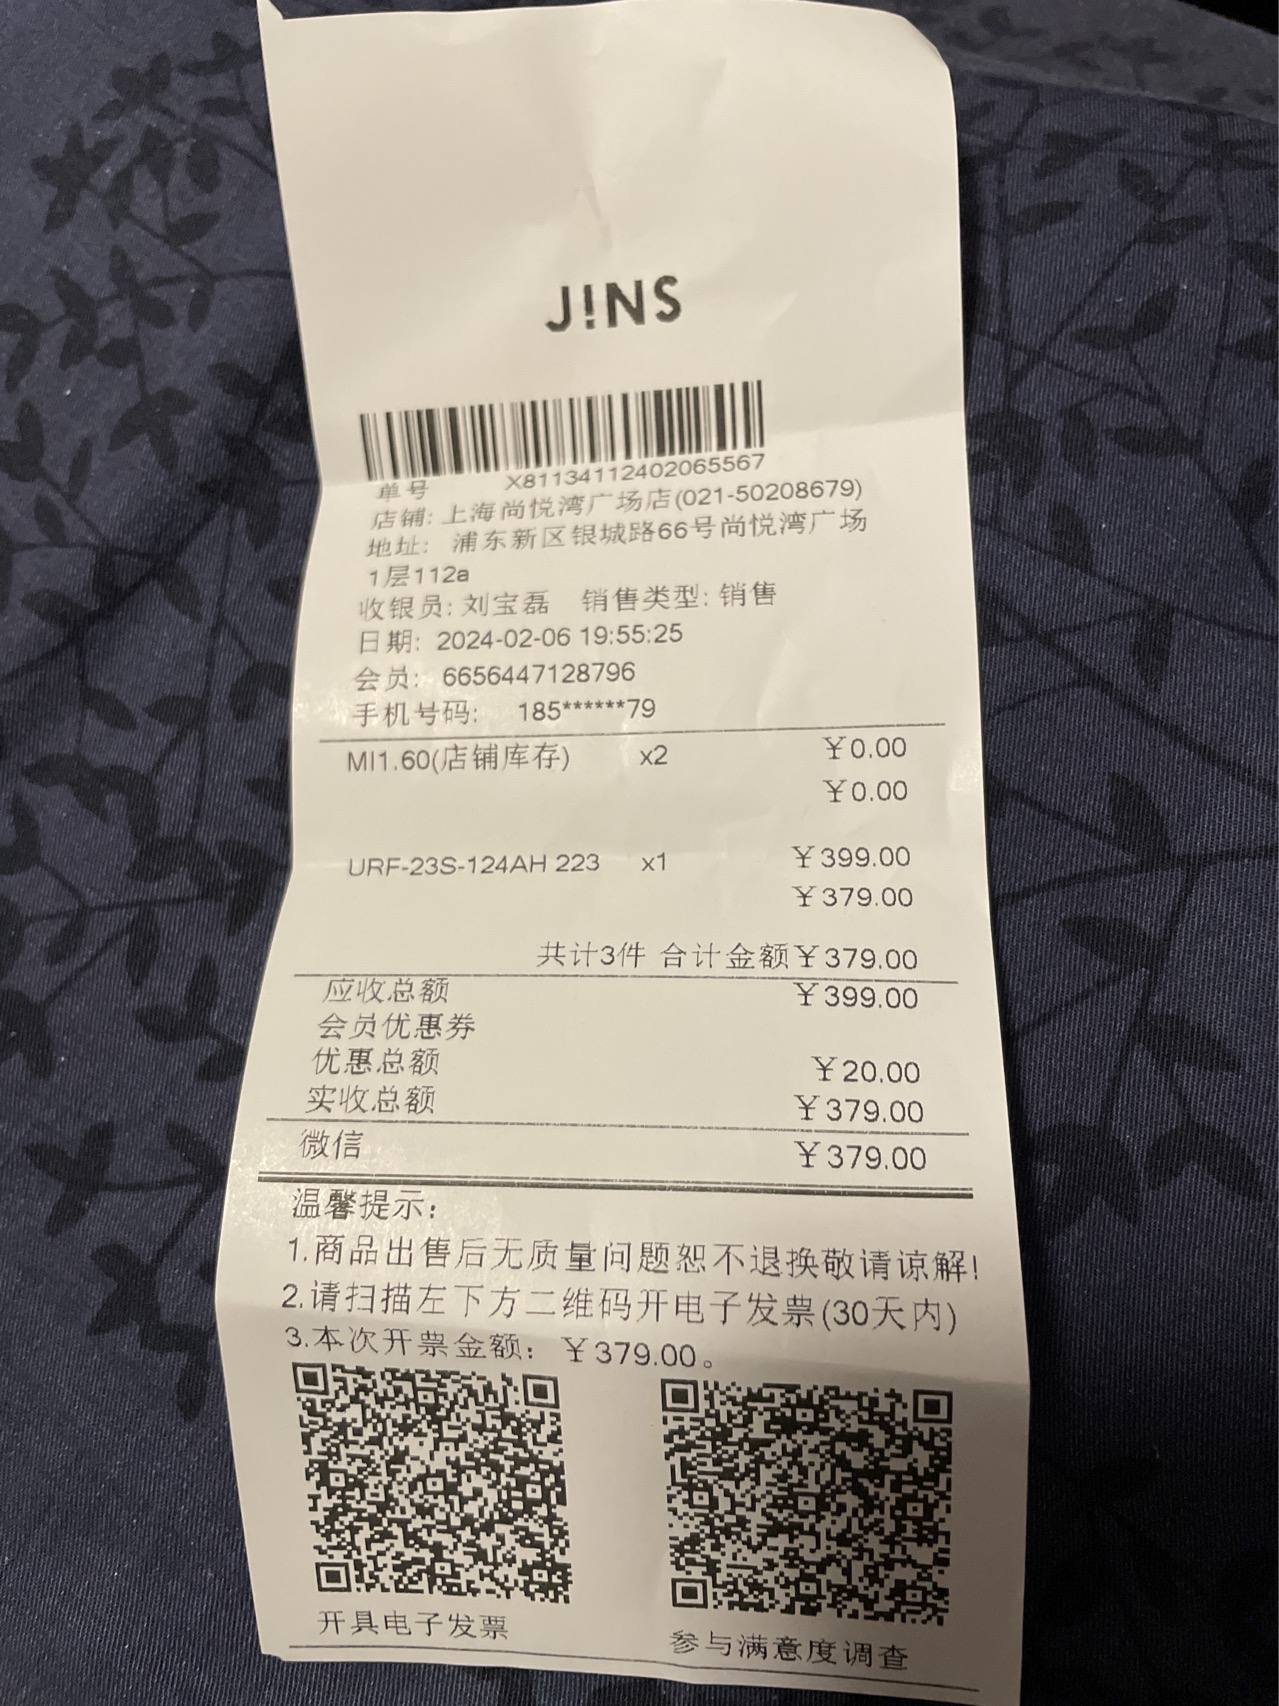 J!NS
单号 X81134112402065567
店铺: 上海尚悦湾广场店(021-50208679)
地址: 浦东新区银城路66号尚悦湾广场
1层112a
收银员: 刘宝磊 销售类型: 销售
日期: 2024-02-06 19:55:25
会员: 6656447128796
手机号码: 185******79
MI1.60(店铺库存) x2 ¥0.00
¥0.00
URF-23S-124AH 223 x1 ¥399.00
¥379.00
共计3件 合计金额¥379.00
应收总额 ¥399.00
会员优惠券
优惠总额 ¥20.00
实收总额 ¥379.00
微信 ¥379.00
温馨提示:
1.商品出售后无质量问题恕不退换敬请谅解!
2.请扫描左下方二维码开电子发票(30天内)
3.本次开票金额: ¥379.00。
开具电子发票 参与满意度调查